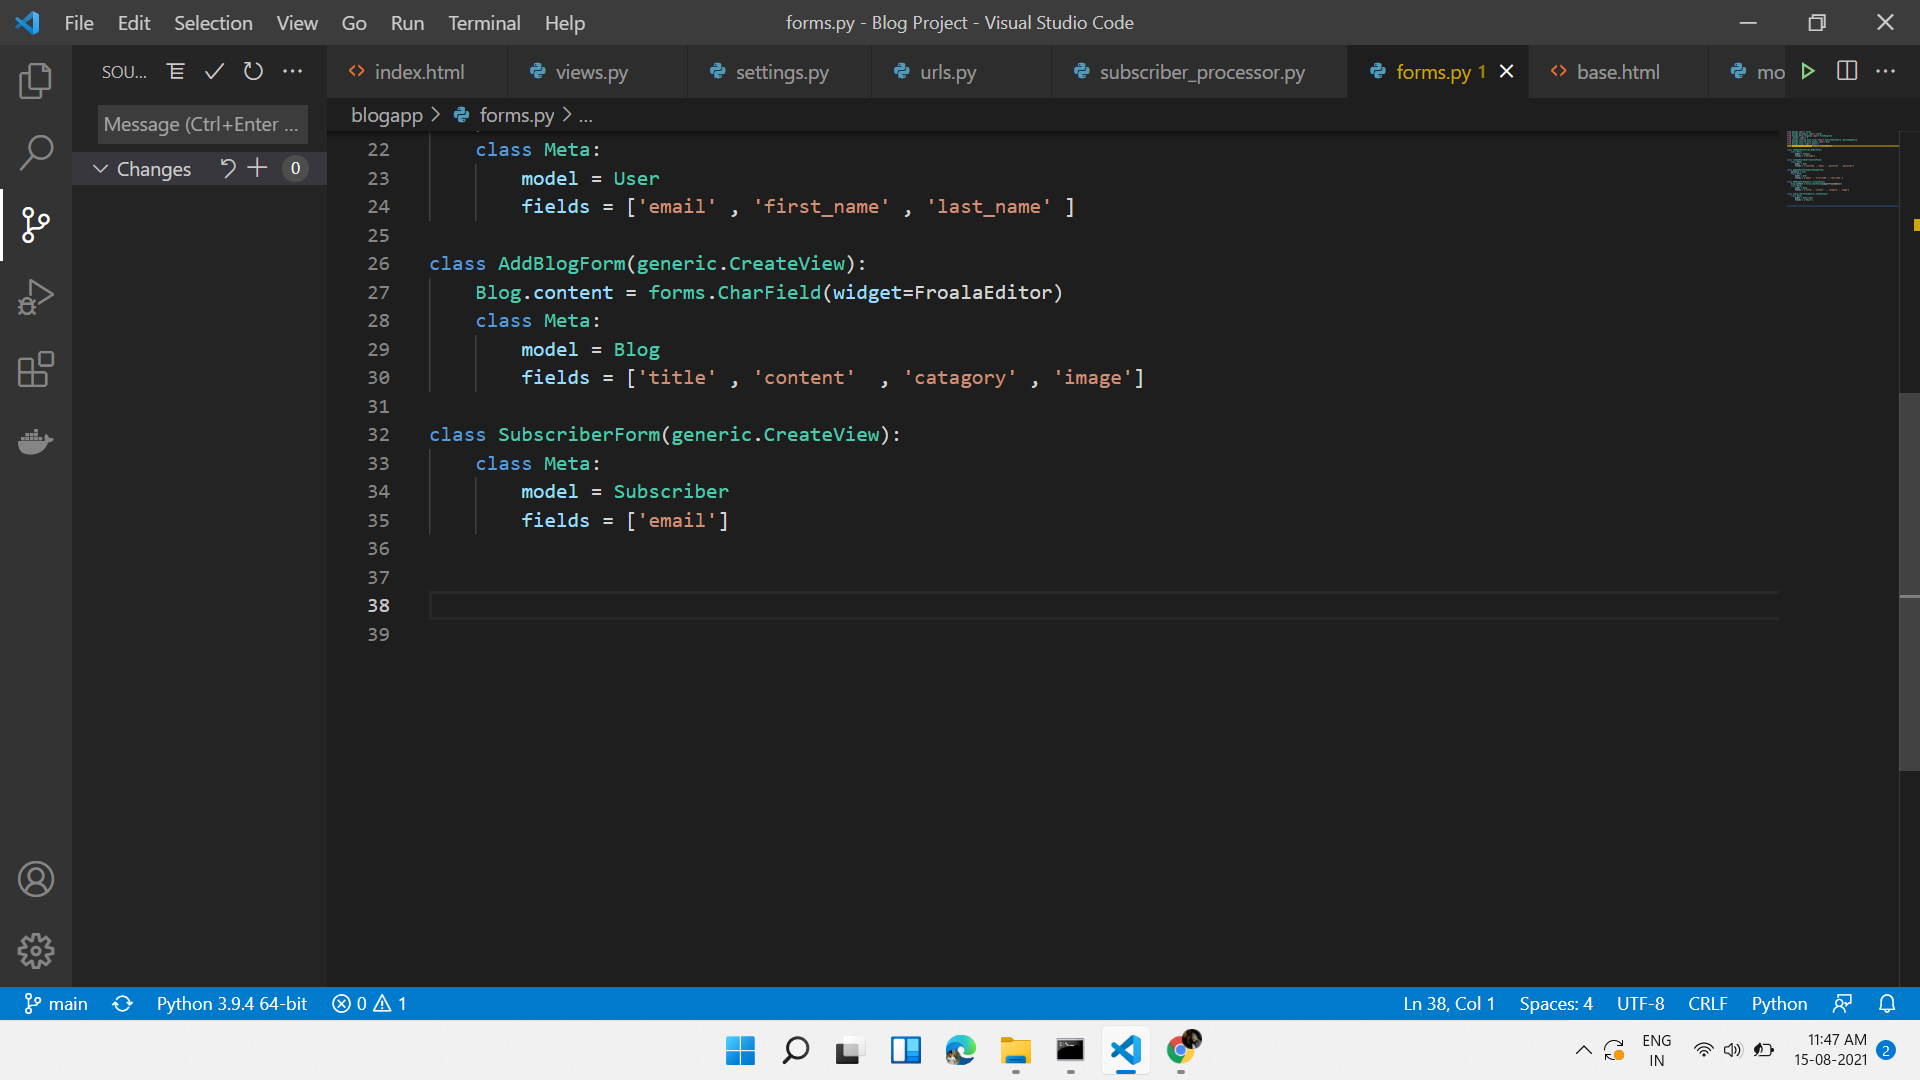 File Edit Selection View Go Run Terminal Help
forms.py - Blog Project - Visual Studio Code
SOU...
index.html
views.py
settings.py
urls.py
subscriber_processor.py
forms.py 1
base.html
mo
Message (Ctrl+Enter ...
blogapp > forms.py > ...
Changes
0
22 class Meta:
23 model = User
24 fields = ['email' , 'first_name' , 'last_name' ]
25
26 class AddBlogForm(generic.CreateView):
27 Blog.content = forms.CharField(widget=FroalaEditor)
28 class Meta:
29 model = Blog
30 fields = ['title' , 'content'  , 'catagory' , 'image']
31
32 class SubscriberForm(generic.CreateView):
33 class Meta:
34 model = Subscriber
35 fields = ['email']
36
37
38
39
main
Python 3.9.4 64-bit
0
1
Ln 38, Col 1
Spaces: 4
UTF-8
CRLF
Python
ENG
IN
11:47 AM
15-08-2021
2